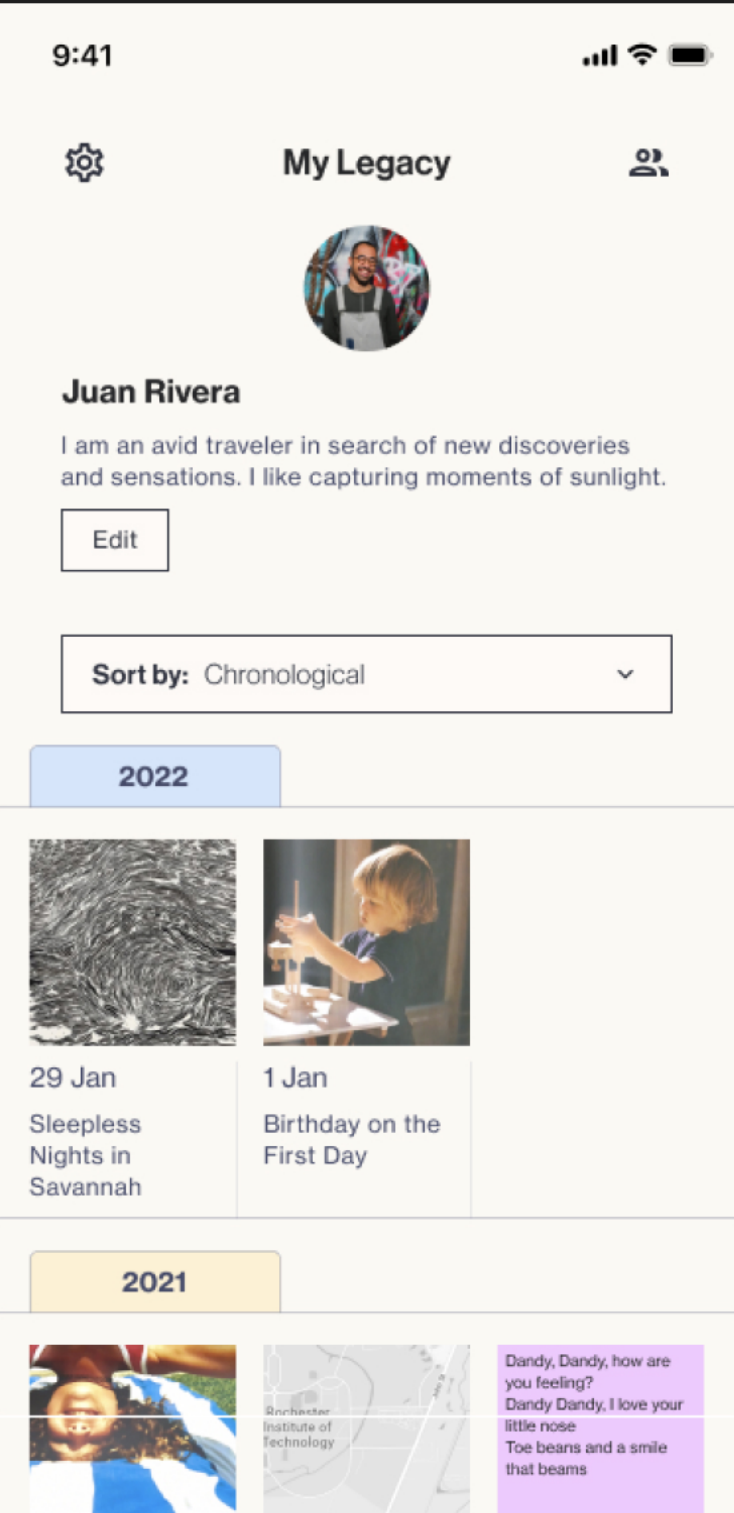 9:41
My Legacy
Juan Rivera
I am an avid traveler in search of new discoveries
and sensations. I like capturing moments of sunlight.
Edit
Sort by: Chronological
2022
29 Jan
Sleepless
Nights in
Savannah
1 Jan
Birthday on the
First Day
2021
Rochester
Institute of
Technology
Dandy, Dandy, how are
you feeling?
Dandy Dandy, I love your
little nose
Toe beans and a smile
that beams